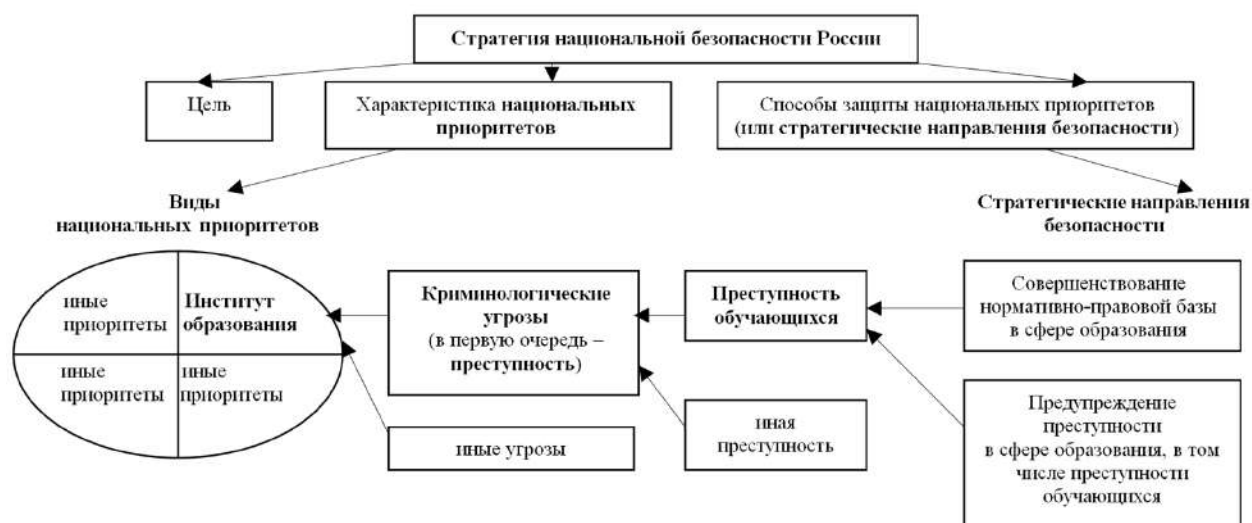 Стратегия национальной безопасности России
Цель
Характеристика национальных
приоритетов
Способы защиты национальных приоритетов
(или стратегические направления безопасности)
Виды
национальных приоритетов
Стратегические направления
безопасности
иные
приоритеты
Институт
образования
иные
приоритеты
иные
приоритеты
Криминологические
угрозы
(в первую очередь –
преступность)
иные угрозы
Преступность
обучающихся
иная
преступность
Совершенствование
нормативно-правовой базы
в сфере образования
Предупреждение
преступности
в сфере образования, в том
числе преступности
обучающихся